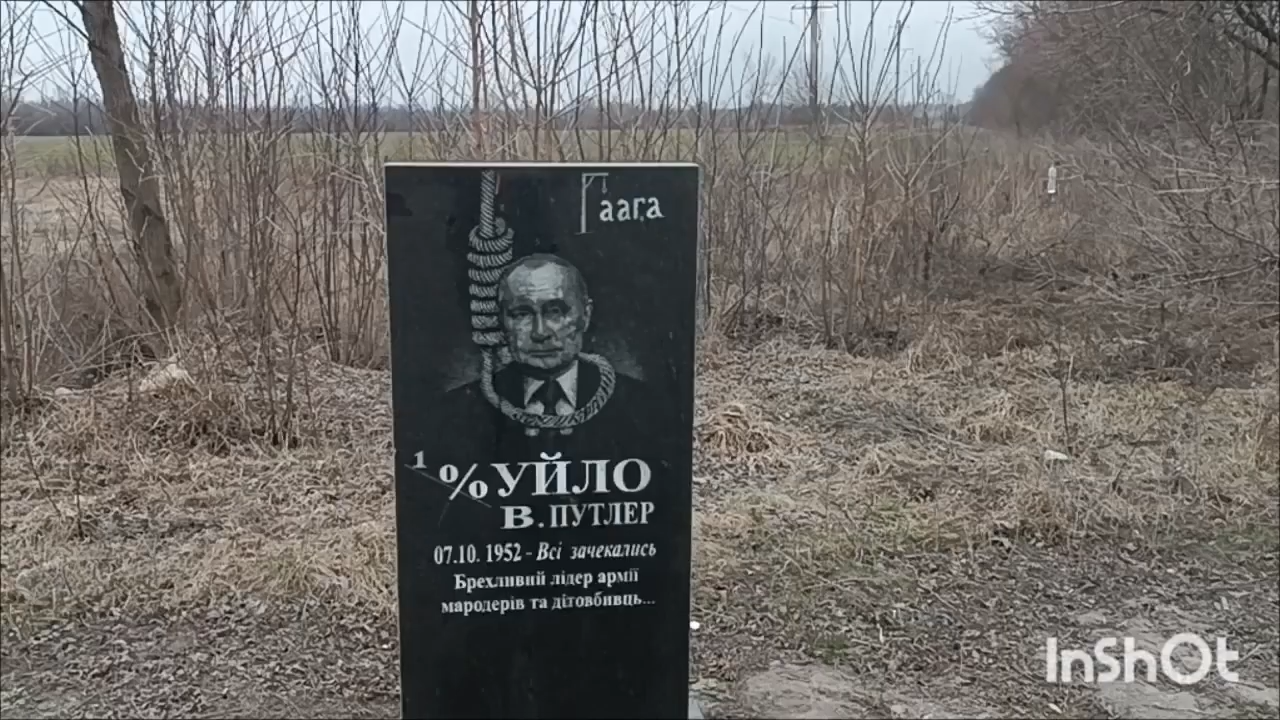 Гаага
1 % УЙЛО
В. ПУТЛЕР
07.10. 1952 - Всі зачекались
Брехливий лідер армії
мародерів та дітовбивць...
InShOt